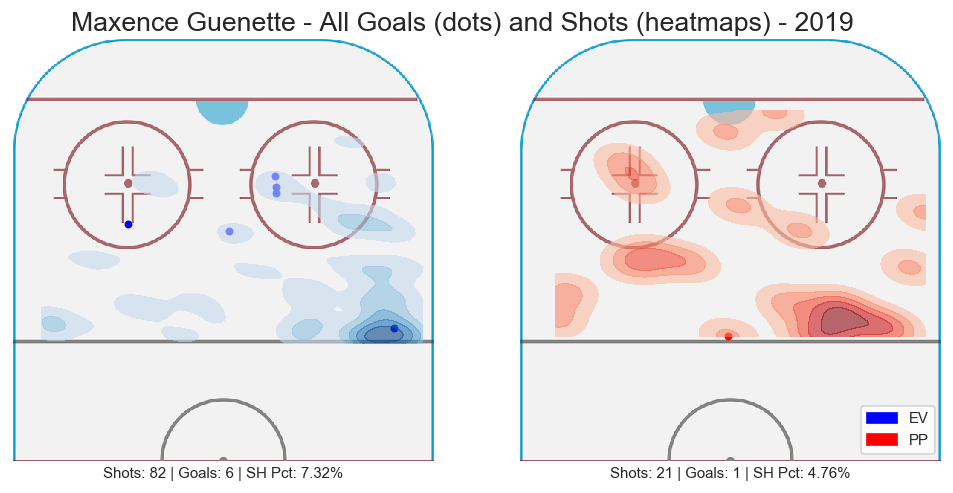 Maxence Guenette - All Goals (dots) and Shots (heatmaps) - 2019
EV
PP
Shots: 82 | Goals: 6 | SH Pct: 7.32%
Shots: 21 | Goals: 1 | SH Pct: 4.76%